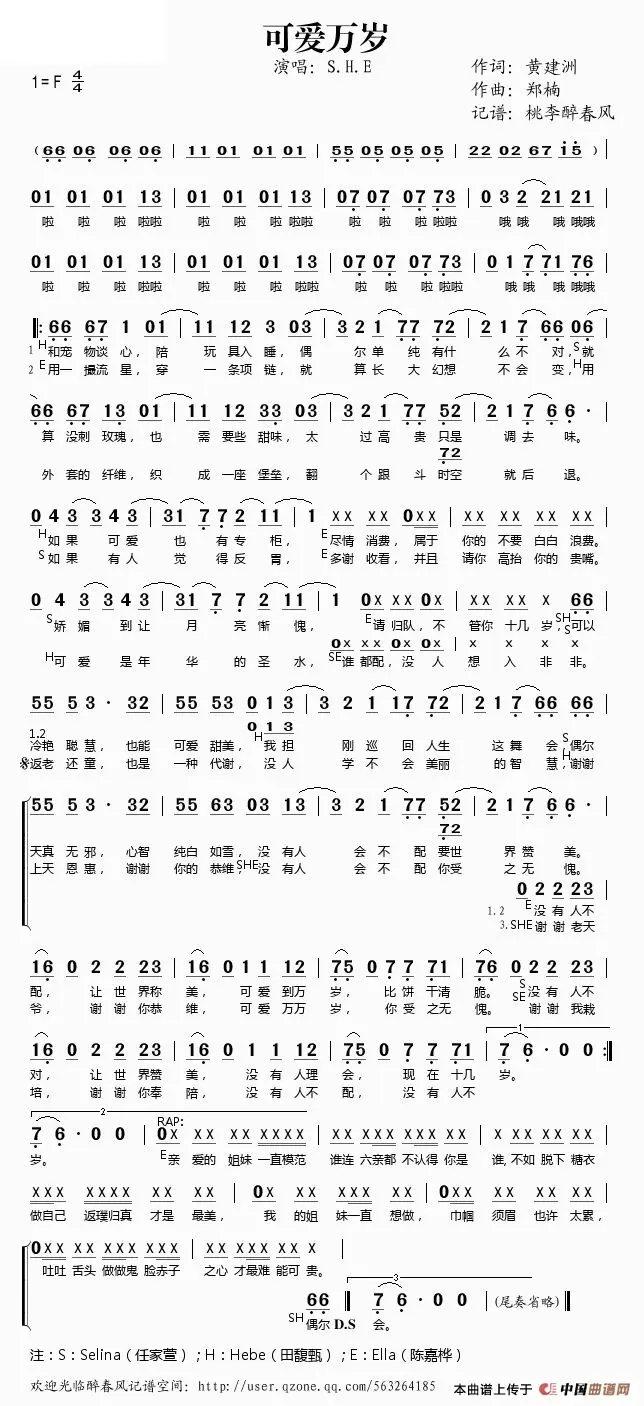 可爱万岁
演唱：S.H.E
1=F 4/4
作词：黄建洲
作曲：郑楠
记谱：桃李醉春风
（66 06 06 06 | 11 01 01 01 | 55 05 05 05 | 22 02 67 i5 ）|
01 01 01 13 | 01 01 01 13 | 07 07 07 73 | 0 3 2 21 21 |
啦 啦 啦 啦啦 啦 啦 啦 啦啦 啦 啦 啦 啦啦 哦 哦 哦 哦哦
01 01 01 13 | 01 01 01 13 | 07 07 07 73 | 0 1 7 71 76 |
啦 啦 啦 啦啦 啦 啦 啦 啦啦 啦 啦 啦 啦啦 哦 哦 哦 哦哦
‖: 66 67 1 01 | 11 12 3 03 | 3 2 1 77 72 | 2 1 7 66 06 |
1 H和宠 物谈 心，陪 玩 具入 睡，偶 尔单 纯 有什 么 不 对，S就
2 E用一 撮流 星，穿 一 条项 链，就 算长 大 幻想 不 会 变，H用
66 67 13 01 | 11 12 33 03 | 3 2 1 77 52 | 2 1 7 6 6· |
算 没刺 玫瑰，也 需 要些 甜味，太 过高 贵 只是 调 去 味。
72
外 套的 纤维，织 成 一座 堡垒，翻 个 跟 斗 时空 就 后 退。
0 4 3 3 4 3 | 31 7 7 2 11 | 1 XX XX 0XX | XX XX XX XX |
H如 果 可 爱 也 有 专 柜， E尽情 消费，属于 你的 不要 白白 浪费。
S如 果 有 人 觉 得 反 胃， E多谢 收看，并且 请你 高抬 你的 贵嘴。
0 4 3 3 4 3 | 31 7 7 2 11 | 1 0XX XX 0X | XX XX X 66 |
S娇 媚 到 让 月 亮 惭 愧， E请 归队，不 管你 十几 岁，SH S可以
0X XX 0X 0X | X X X
H可 爱 是 年 华 的 圣 水， SE谁 都配，没 人 想 入 非 非。
55 5 3· 32 | 55 53 0 1 3 | 3 2 1 17 72 | 2 1 7 66 66 |
0 1 3
1.2 冷艳 聪 慧，也能 可爱 甜美，H我 担 刚 巡 回 人生 这 舞 会，S偶尔
𝄋返老 还 童，也是 一种 代谢，没人 学 不 会 美丽 的 智 慧，H谢谢
55 5 3· 32 | 55 63 03 13 | 3 2 1 77 52 | 2 1 7 6 6· |
72
天真 无 邪，心智 纯白 如雪，没 有人 会 不 配 要世 界 赞 美。
上天 恩 惠，谢谢 你的 恭维，SHE没 有人 会 不 配 你受 之 无 愧。
0 2 2 23
1.2 E没 有 人不
3.SHE谢 谢 老天
16 0 2 2 23 | 16 0 1 1 12 | 75 0 7 7 71 | 76 0 2 2 23 |
配， 让 世 界称 美， 可 爱 到万 岁， 比 饼 干清 脆。 S没 有 人不
爷， 谢 谢 你恭 维， 可 爱 万万 岁， 你 受 之无 愧。 SE谢 谢 我栽
16 0 2 2 23 | 16 0 1 1 12 | 75 0 7 7 71 | 1 7 6· 0 0 :‖
对， 让 世 界赞 美， 没 有 人理 会， 现 在 十几 岁。
培， 谢 谢 你奉 陪， 没 有 人不 配， 没 有 人不
2 7 6· 0 0 | RAP: 0X XX XX XXXX | XX XXX XXX XX | XX XX XX XX
岁。 E亲 爱的 姐妹 一直模范 谁连 六亲都 不认得 你是 谁,不如 脱下 糖衣
XXX XXXX XX XX | 0X XX XXX XX | 0X XX XX XX
做自己 返璞归真 才是 最美， 我 的姐 妹一直 想做， 巾帼 须眉 也许 太累，
0XX XX XXX XXX | XX XXX XX X |
吐吐 舌头 做做鬼 脸赤子 之心 才最难 能可 贵。
66 ‖ 3 7 6· 0 0 | （尾奏省略）‖
SH偶尔 D.S 会。
注：S：Selina（任家萱）；H：Hebe（田馥甄）；E：Ella（陈嘉桦）
欢迎光临醉春风记谱空间：http://user.qzone.qq.com/563264185
本曲谱上传于 中国曲谱网